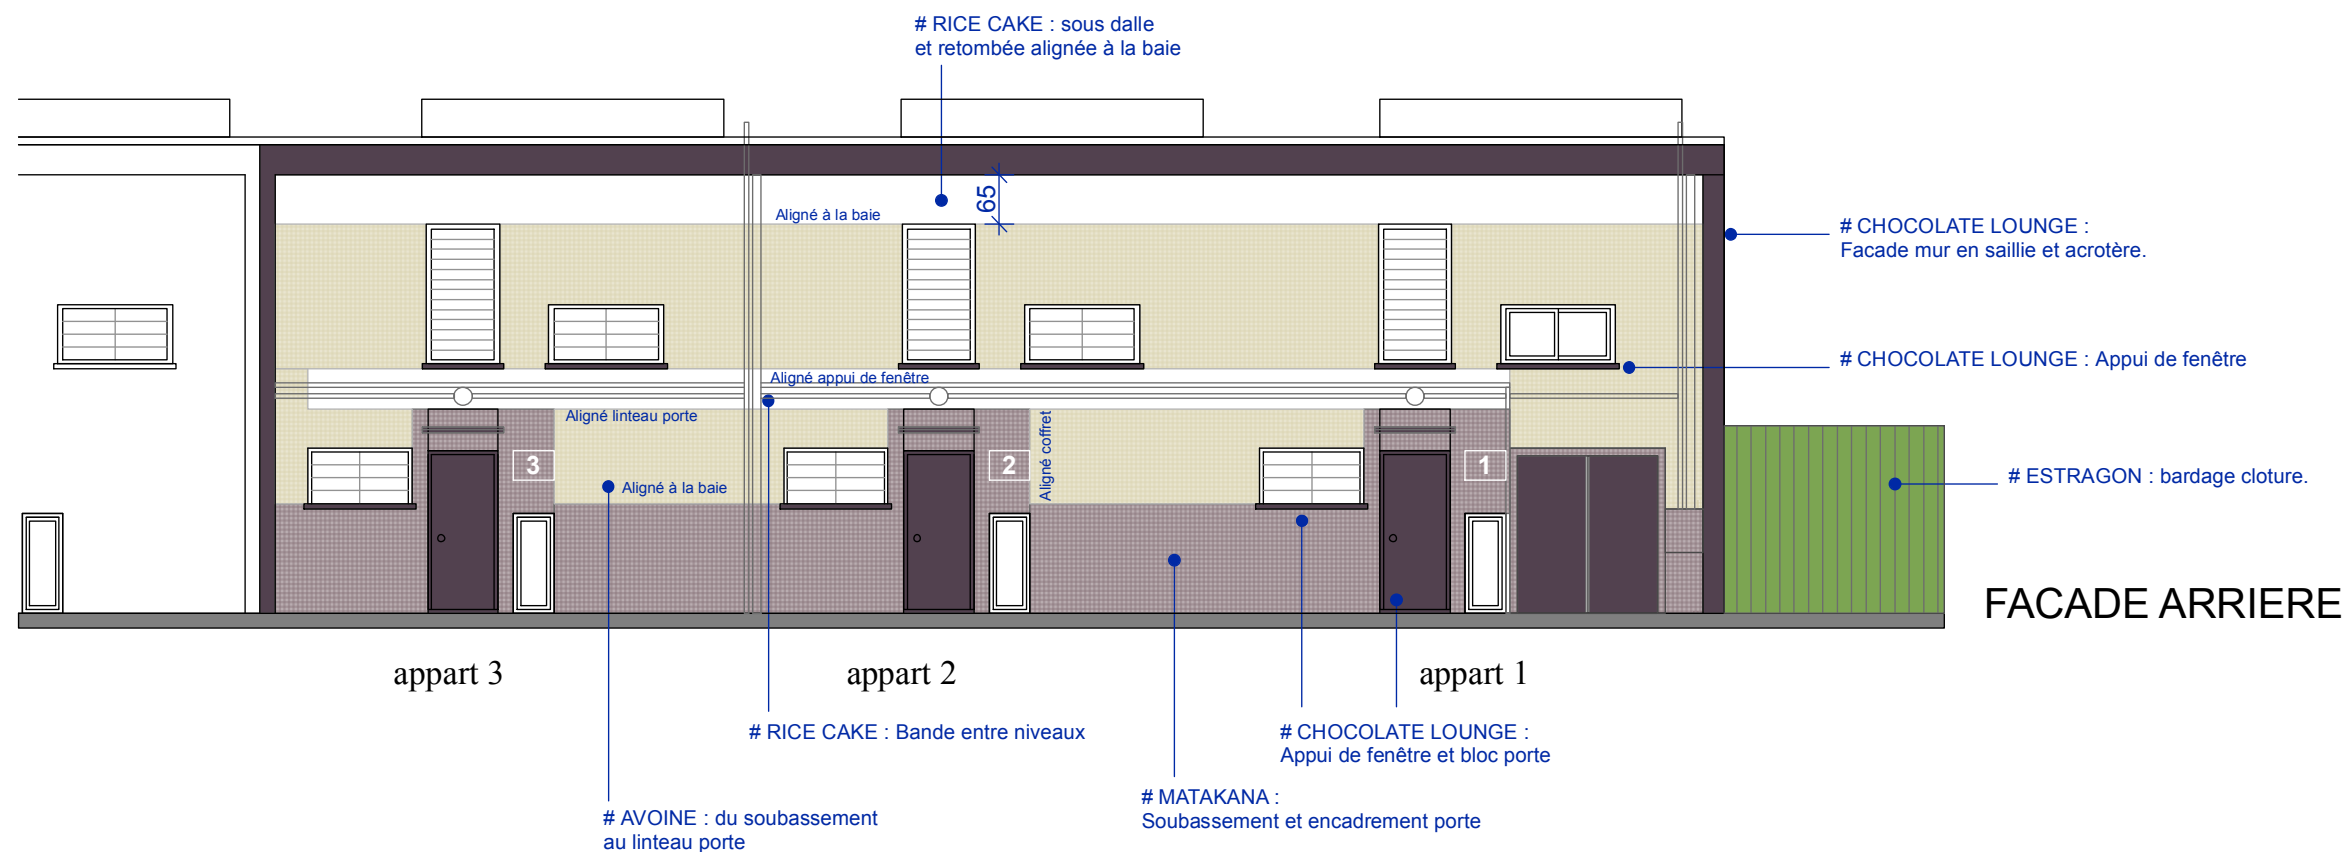 # RICE CAKE : sous dalle
et retombée alignée à la baie
65
Aligné à la baie
# CHOCOLATE LOUNGE :
Facade mur en saillie et acrotère.
# CHOCOLATE LOUNGE : Appui de fenêtre
Aligné appui de fenêtre
Aligné linteau porte
Aligné coffret
3
2
1
Aligné à la baie
# ESTRAGON : bardage cloture.
FACADE ARRIERE
appart 3
appart 2
appart 1
# RICE CAKE : Bande entre niveaux
# CHOCOLATE LOUNGE :
Appui de fenêtre et bloc porte
# MATAKANA :
Soubassement et encadrement porte
# AVOINE : du soubassement
au linteau porte